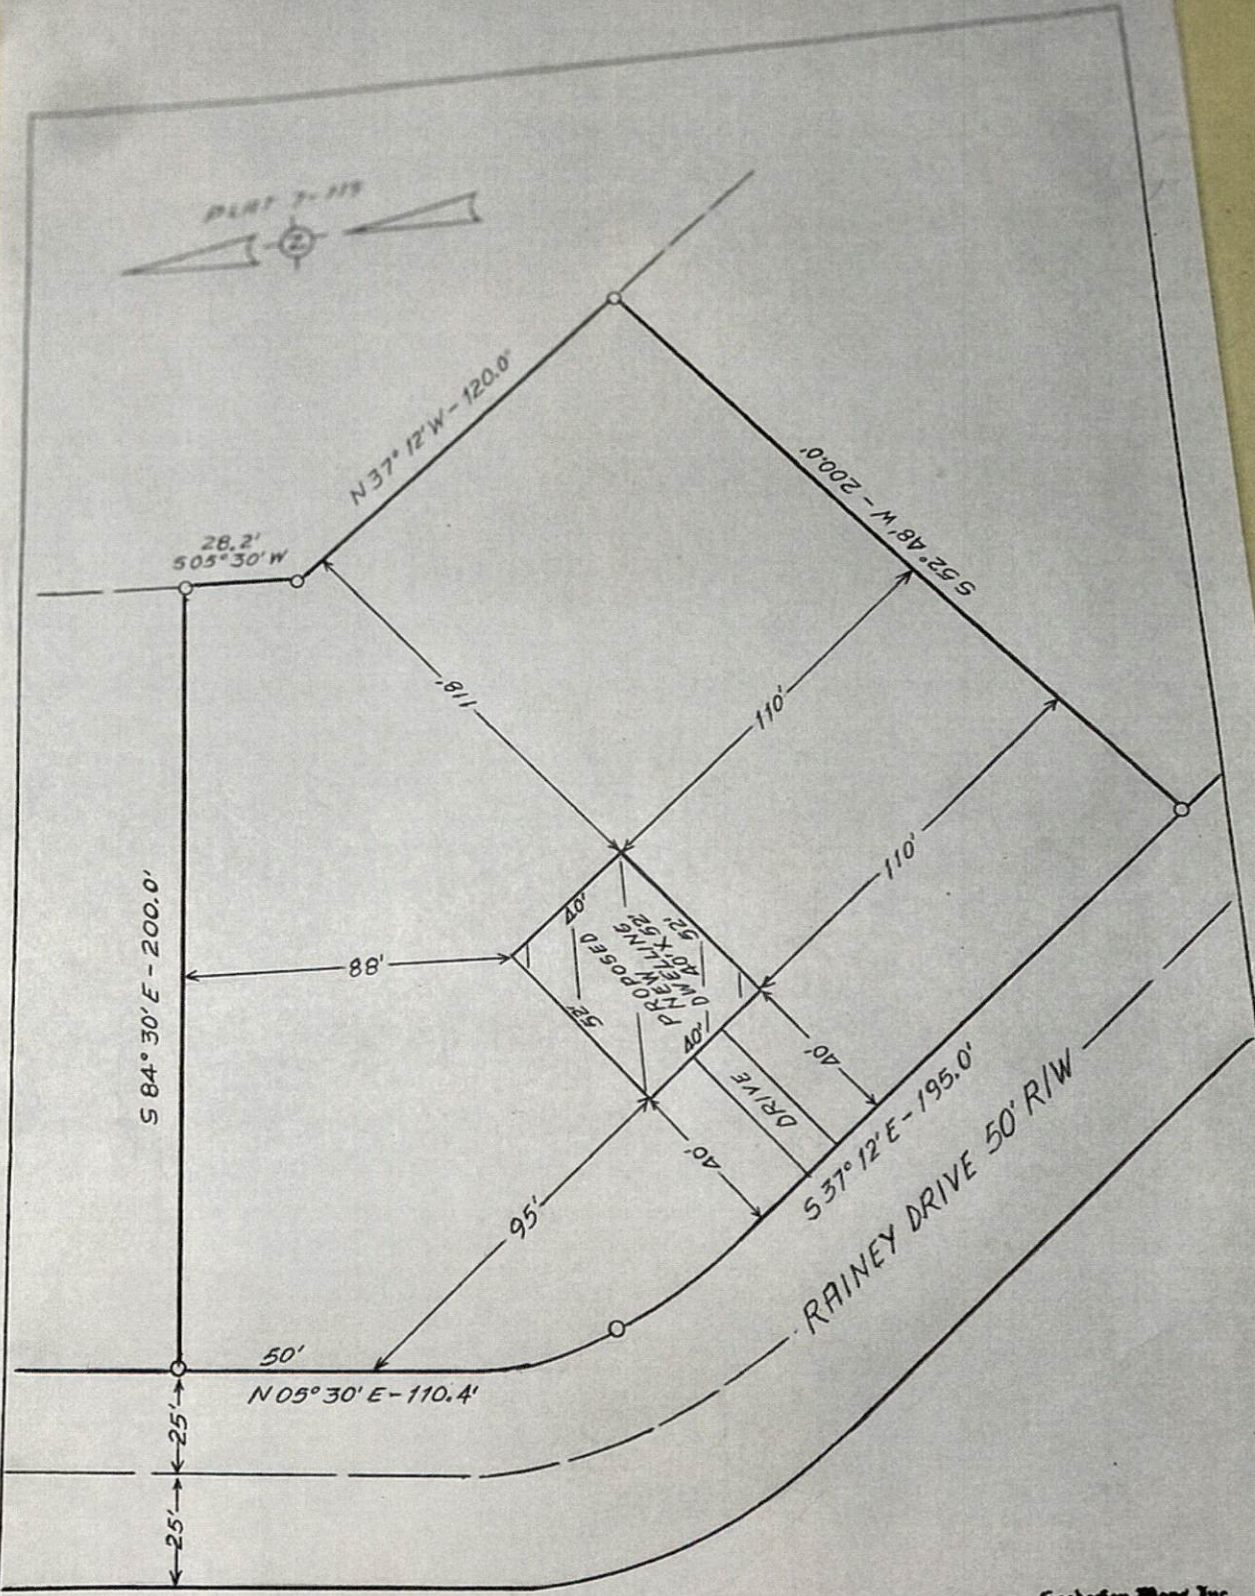 PLAT 7-115
Z
N 37° 12' W - 120.0'
S 52° 48' W - 200.0'
28.2'
S 05° 30' W
118'
110'
110'
S 84° 30' E - 200.0'
88'
40'
52'
PROPOSED
NEW
DWELLING
40' X 52'
52'
40'
DRIVE
40'
40'
95'
S 37° 12' E - 195.0'
RAINEY DRIVE 50' R/W
50'
N 05° 30' E - 110.4'
25'
25'